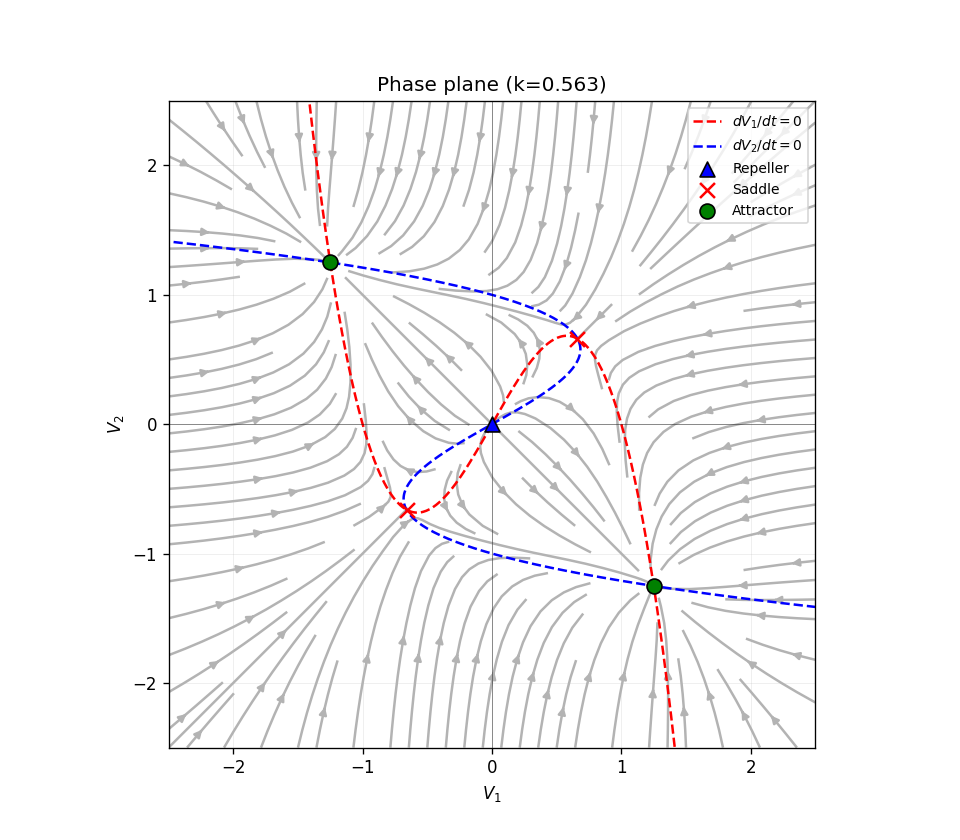 Phase plane (k=0.563)
dV₁/dt = 0
dV₂/dt = 0
Repeller
Saddle
Attractor
V₂
2
1
0
−1
−2
−2
−1
0
1
2
V₁